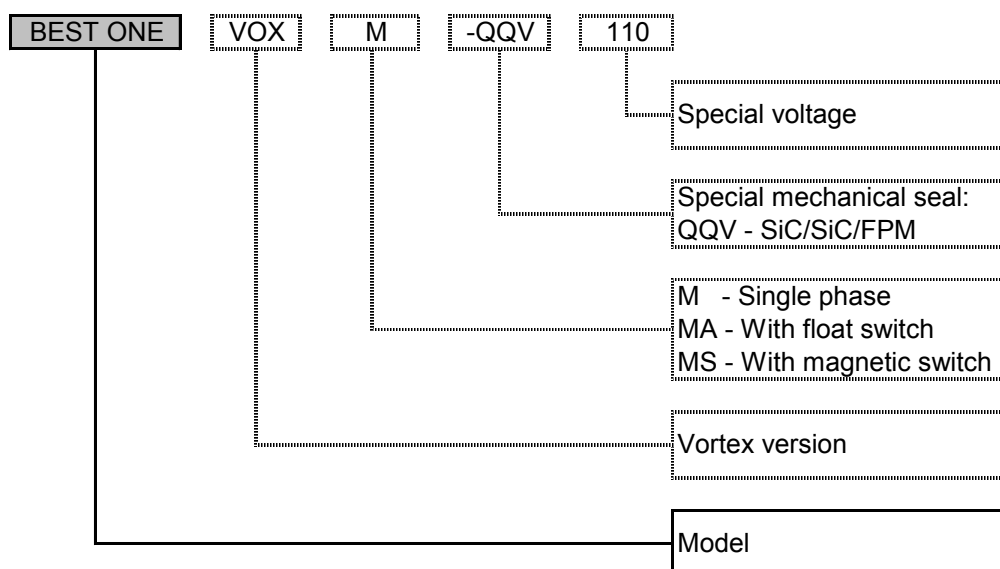 BEST ONE VOX M -QQV 110
Special voltage
Special mechanical seal:
QQV - SiC/SiC/FPM
M - Single phase
MA - With float switch
MS - With magnetic switch
Vortex version
Model